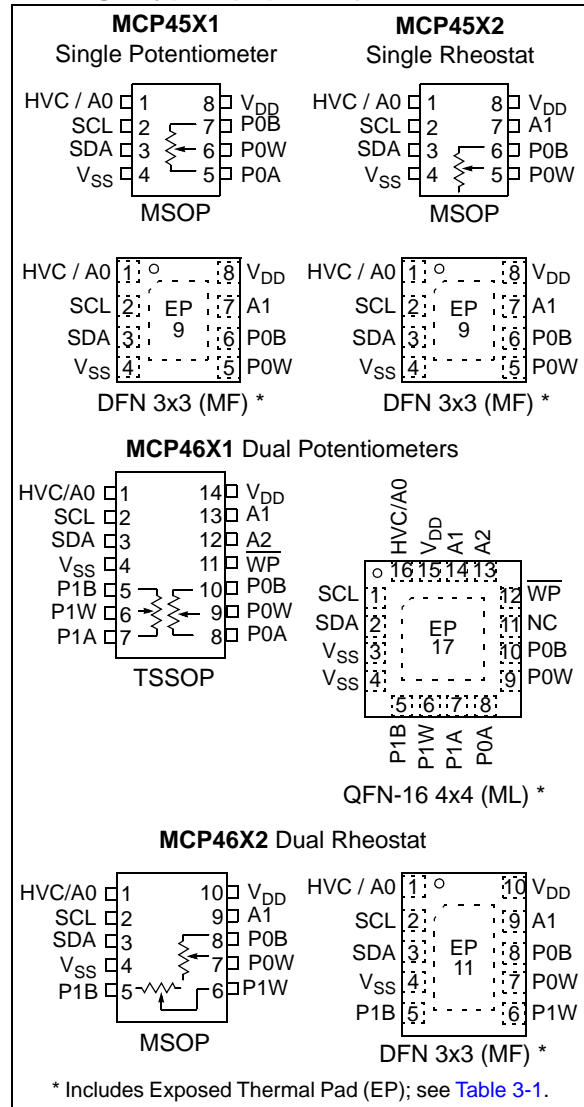 MCP45X1
Single Potentiometer
HVC / A0 1 8 VDD
SCL 2 7 P0B
SDA 3 6 P0W
VSS 4 5 P0A
MSOP
MCP45X2
Single Rheostat
HVC / A0 1 8 VDD
SCL 2 7 A1
SDA 3 6 P0B
VSS 4 5 P0W
MSOP
HVC / A0 1 8 VDD
SCL 2 EP 7 A1
SDA 3 9 6 P0B
VSS 4 5 P0W
DFN 3x3 (MF) *
HVC / A0 1 8 VDD
SCL 2 EP 7 A1
SDA 3 9 6 P0B
VSS 4 5 P0W
DFN 3x3 (MF) *
MCP46X1 Dual Potentiometers
HVC/A0 1 14 VDD
SCL 2 13 A1
SDA 3 12 A2
VSS 4 11 WP
P1B 5 10 P0B
P1W 6 9 P0W
P1A 7 8 P0A
TSSOP
HVC/A0 VDD A1 A2
16 15 14 13
SCL 1 12 WP
SDA 2 EP 11 NC
VSS 3 17 10 P0B
VSS 4 9 P0W
5 6 7 8
P1B P1W P1A P0A
QFN-16 4x4 (ML) *
MCP46X2 Dual Rheostat
HVC/A0 1 10 VDD
SCL 2 9 A1
SDA 3 8 P0B
VSS 4 7 P0W
P1B 5 6 P1W
MSOP
HVC / A0 1 10 VDD
SCL 2 9 A1
SDA 3 EP 8 P0B
VSS 4 11 7 P0W
P1B 5 6 P1W
DFN 3x3 (MF) *
* Includes Exposed Thermal Pad (EP); see Table 3-1.